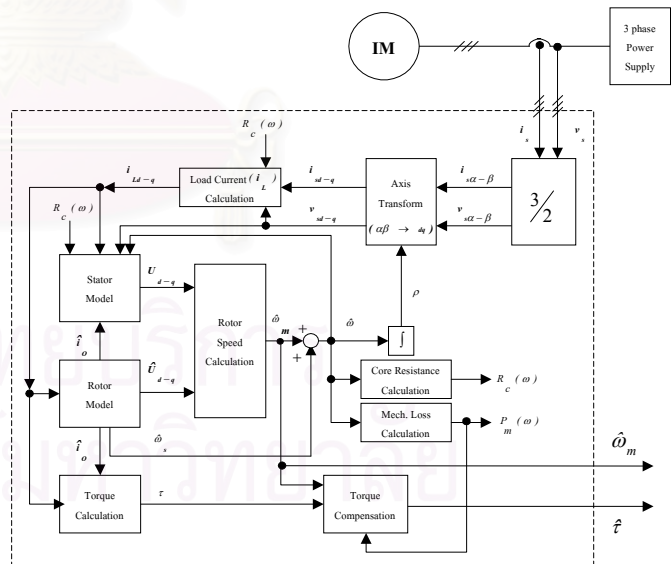 IM
3 phase
Power
Supply
i s
v s
R c (ω)
i Ld-q
Load Current (i L)
Calculation
i sd-q
Axis
Transform
(αβ → dq)
i sα-β
3/2
v sd-q
v sα-β
R c (ω)
Stator
Model
U d-q
Rotor
Speed
Calculation
ω̂ m
+
+
ω̂
∫
ρ
î o
Rotor
Model
Û d-q
ω̂ s
Core Resistance
Calculation
R c (ω)
Mech. Loss
Calculation
P m (ω)
î o
ω̂ m
Torque
Calculation
τ
Torque
Compensation
τ̂